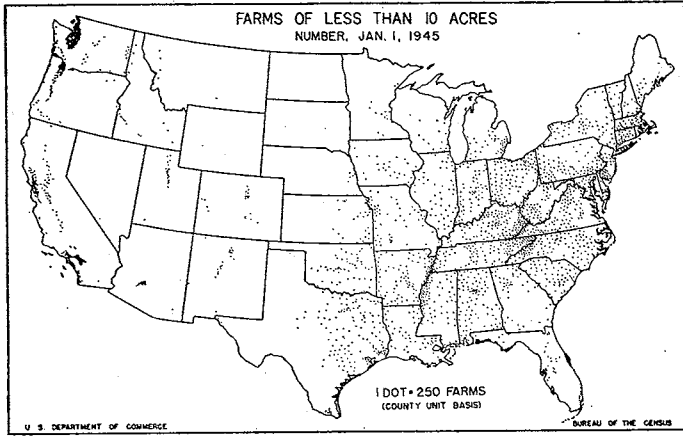 FARMS OF LESS THAN 10 ACRES
NUMBER, JAN. 1, 1945
1 DOT=250 FARMS
(COUNTY UNIT BASIS)
U. S. DEPARTMENT OF COMMERCE
BUREAU OF THE CENSUS